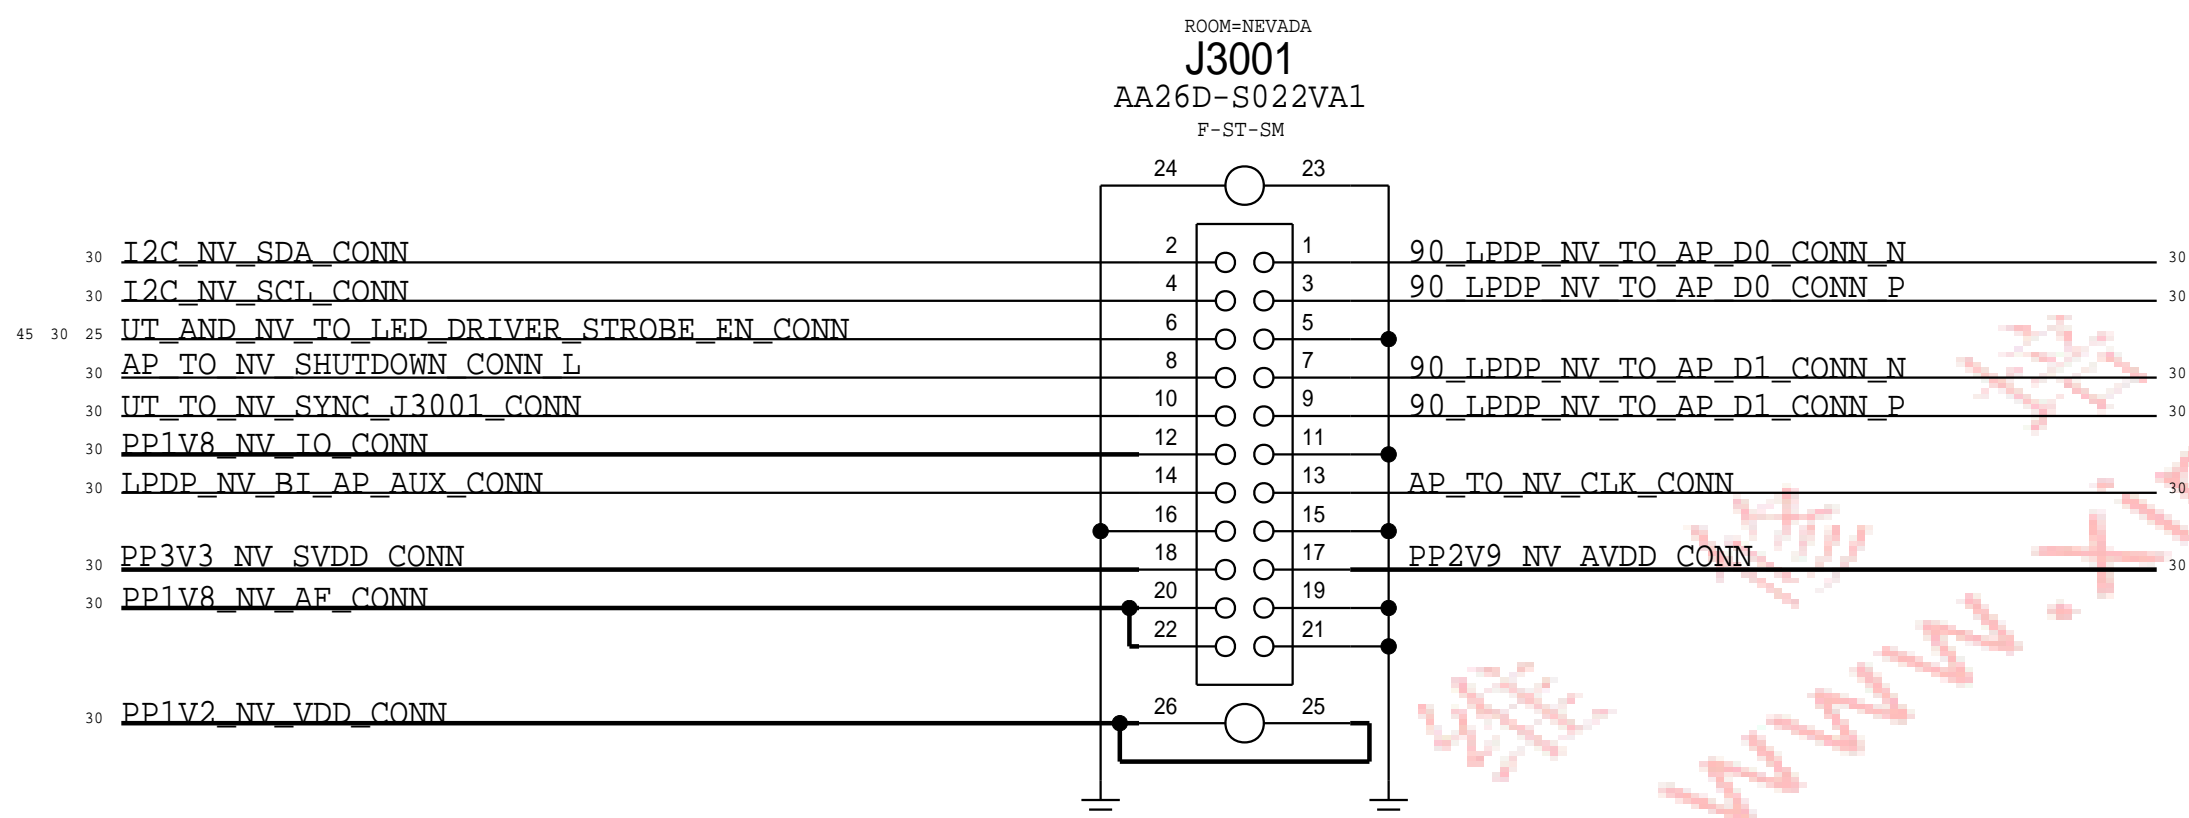 ROOM=NEVADA
J3001
AA26D-S022VA1
F-ST-SM
24 23
30 I2C_NV_SDA_CONN 2 1 90_LPDP_NV_TO_AP_D0_CONN_N 30
30 I2C_NV_SCL_CONN 4 3 90_LPDP_NV_TO_AP_D0_CONN_P 30
45 30 25 UT_AND_NV_TO_LED_DRIVER_STROBE_EN_CONN 6 5
30 AP_TO_NV_SHUTDOWN_CONN_L 8 7 90_LPDP_NV_TO_AP_D1_CONN_N 30
30 UT_TO_NV_SYNC_J3001_CONN 10 9 90_LPDP_NV_TO_AP_D1_CONN_P 30
30 PP1V8_NV_IO_CONN 12 11
30 LPDP_NV_BI_AP_AUX_CONN 14 13 AP_TO_NV_CLK_CONN 30
16 15
30 PP3V3_NV_SVDD_CONN 18 17 PP2V9_NV_AVDD_CONN 30
30 PP1V8_NV_AF_CONN 20 19
22 21
30 PP1V2_NV_VDD_CONN 26 25
www.